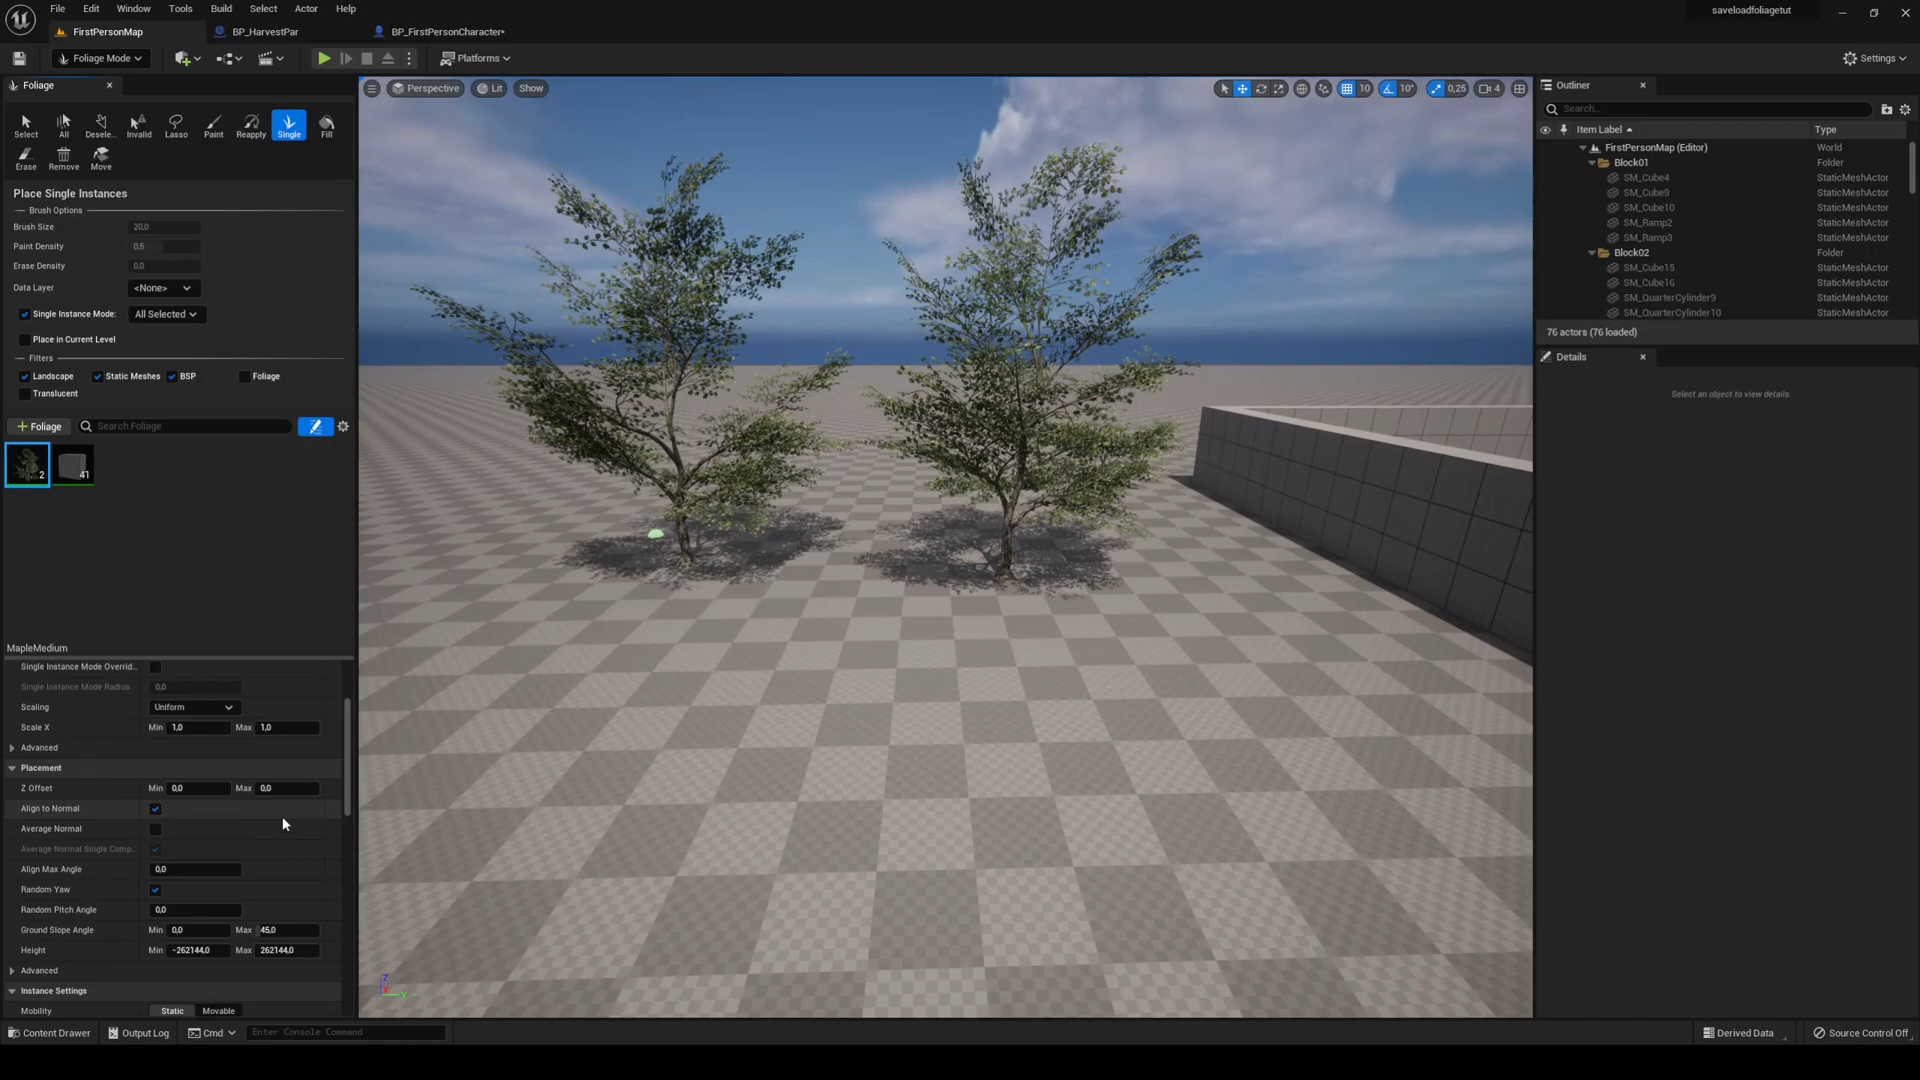 File Edit Window Tools Build Select Actor Help
saveloadfoliagetut
FirstPersonMap
BP_HarvestPar
BP_FirstPersonCharacter*
Foliage Mode
Platforms
Settings
Foliage
Perspective
Lit
Show
10
10°
0,25
4
Outliner
Search...
Select All Desele... Invalid Lasso Paint Reapply Single Fill
Erase Remove Move
Item Label Type
FirstPersonMap (Editor) World
Block01 Folder
SM_Cube4 StaticMeshActor
SM_Cube9 StaticMeshActor
SM_Cube10 StaticMeshActor
SM_Ramp2 StaticMeshActor
SM_Ramp3 StaticMeshActor
Block02 Folder
SM_Cube15 StaticMeshActor
SM_Cube16 StaticMeshActor
SM_QuarterCylinder9 StaticMeshActor
SM_QuarterCylinder10 StaticMeshActor
76 actors (76 loaded)
Details
Select an object to view details.
Place Single Instances
Brush Options
Brush Size 20,0
Paint Density 0,5
Erase Density 0,0
Data Layer <None>
Single Instance Mode: All Selected
Place in Current Level
Filters
Landscape Static Meshes BSP Foliage
Translucent
+ Foliage Search Foliage
2 41
MapleMedium
Single Instance Mode Overrid..
Single Instance Mode Radius 0,0
Scaling Uniform
Scale X Min 1,0 Max 1,0
Advanced
Placement
Z Offset Min 0,0 Max 0,0
Align to Normal
Average Normal
Average Normal Single Comp..
Align Max Angle 0,0
Random Yaw
Random Pitch Angle 0,0
Ground Slope Angle Min 0,0 Max 45,0
Height Min -262144,0 Max 262144,0
Advanced
Instance Settings
Mobility Static Movable
Z
X
Y
Content Drawer Output Log Cmd Enter Console Command
Derived Data Source Control Off